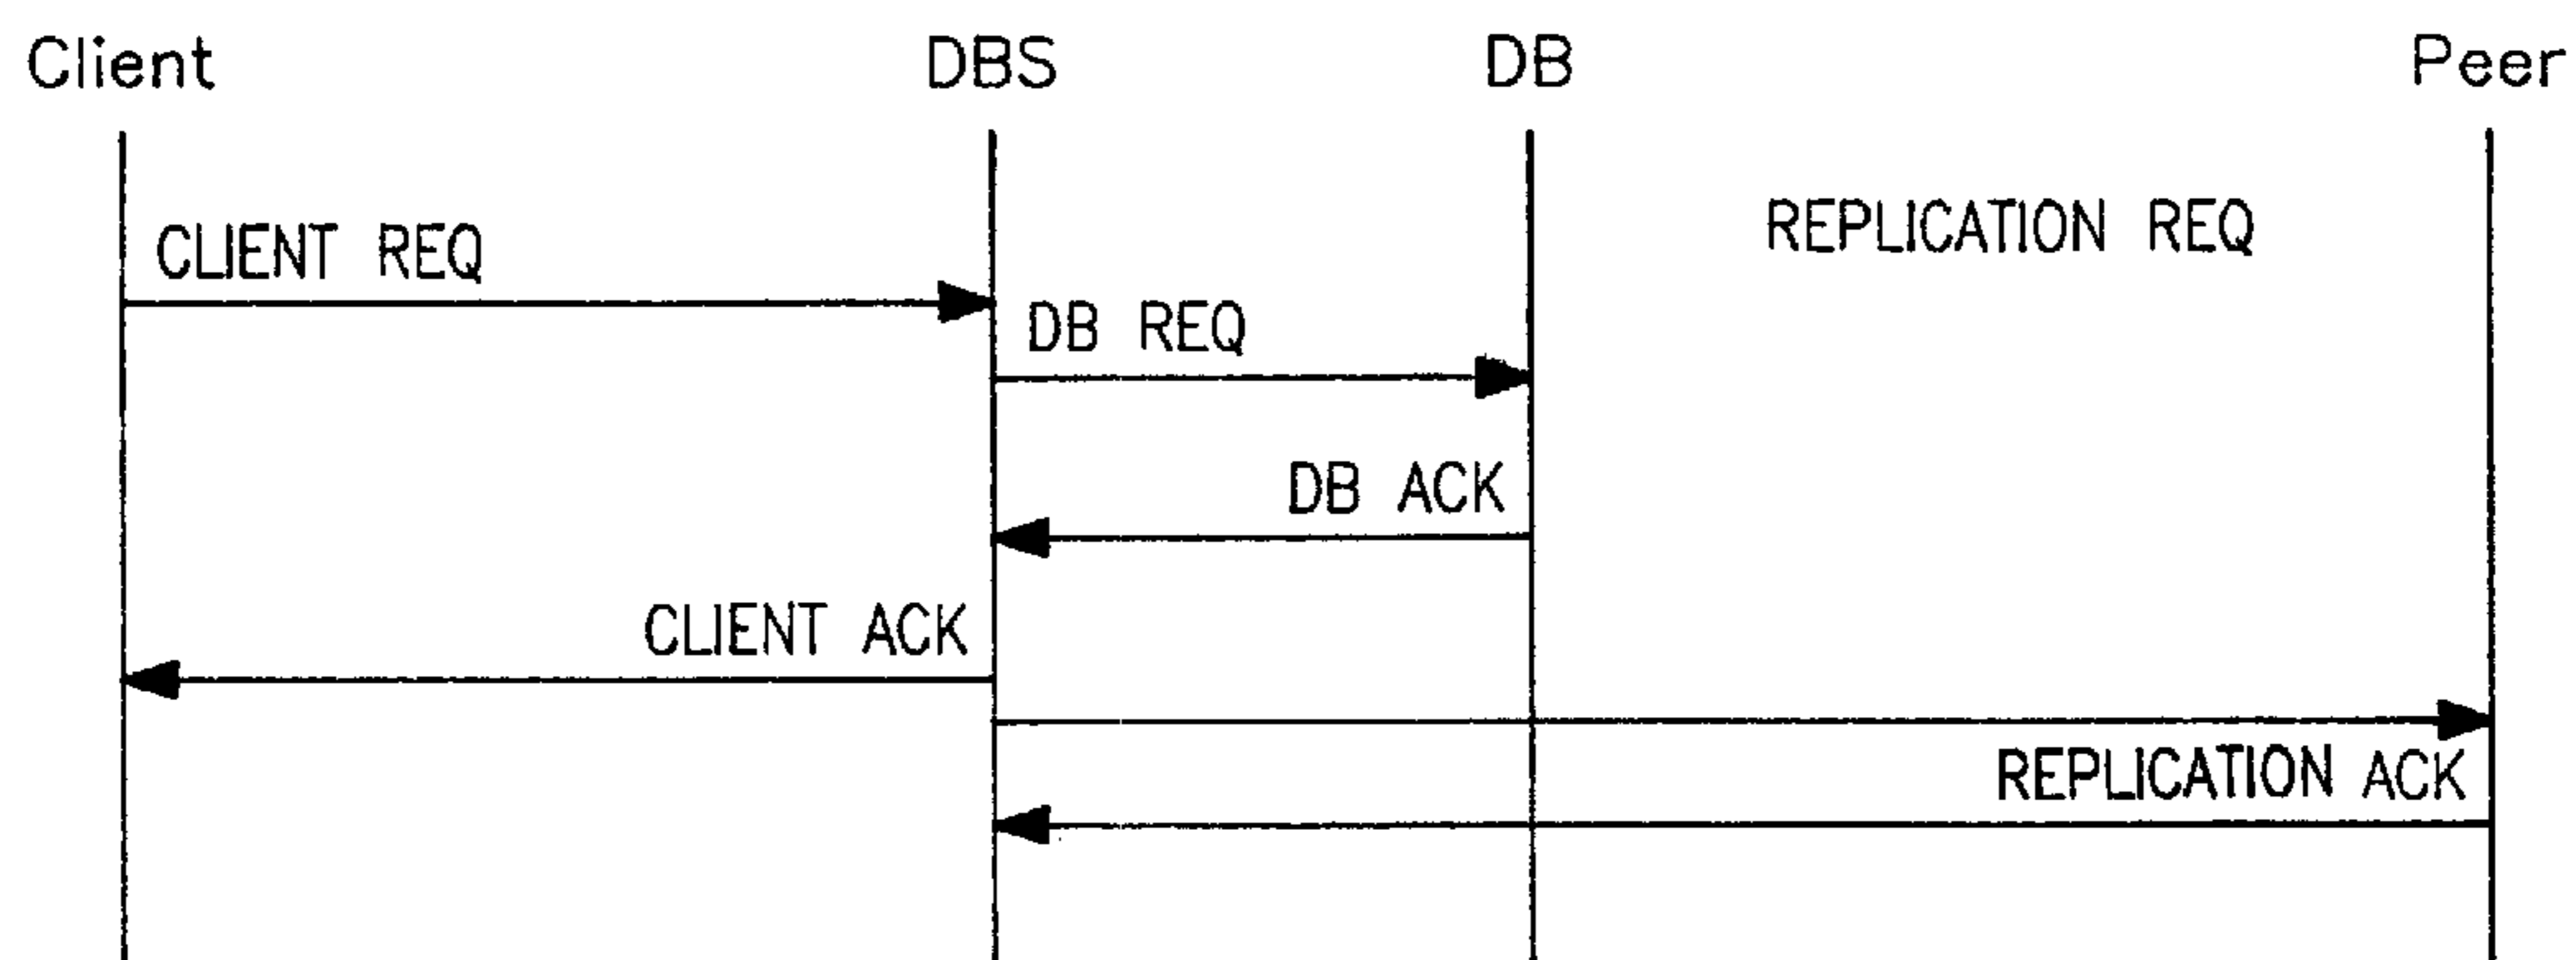 Client DBS DB Peer
REPLICATION REQ
CLIENT REQ
DB REQ
DB ACK
CLIENT ACK
REPLICATION ACK